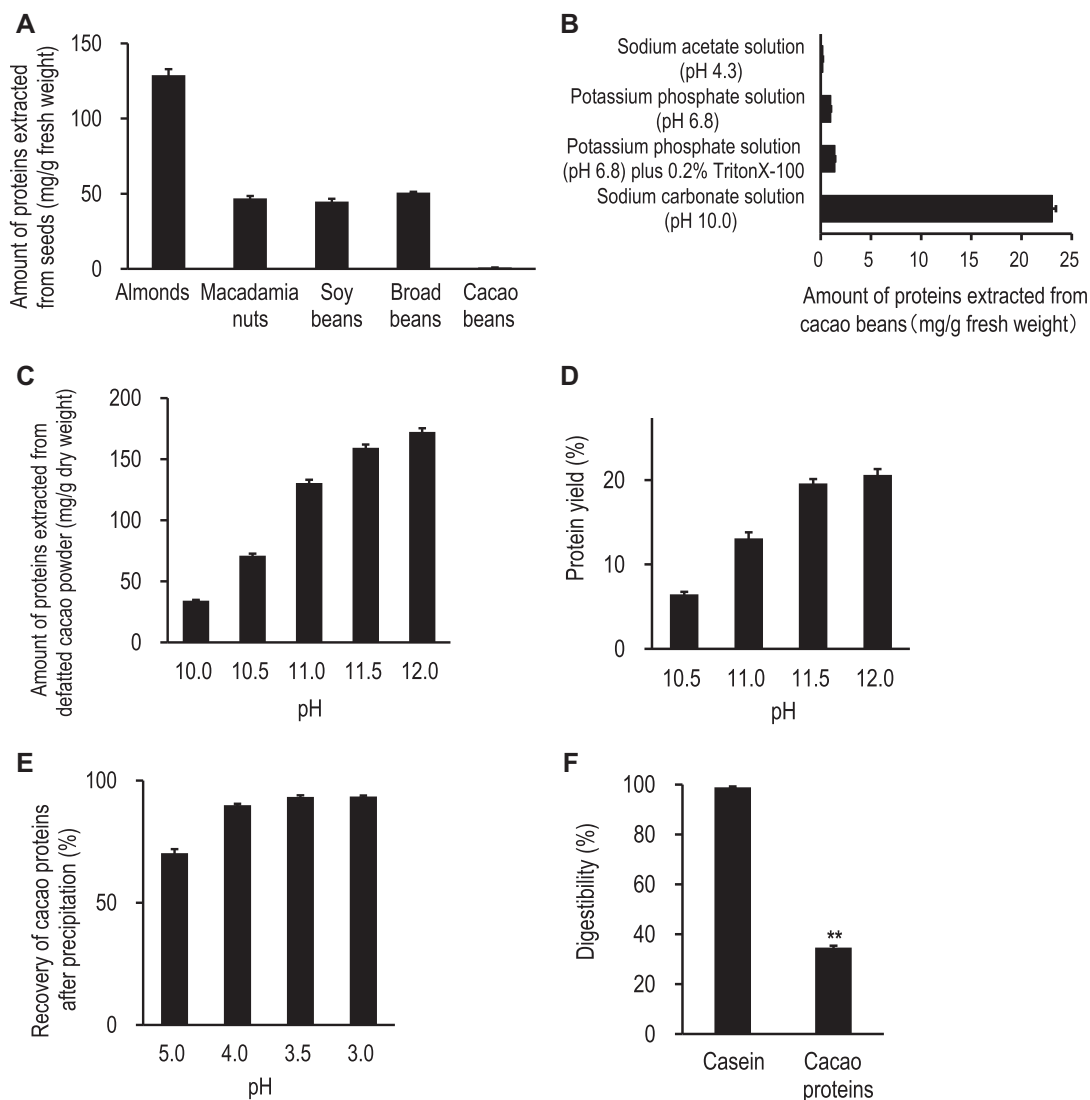 A
Amount of proteins extracted
from seeds (mg/g fresh weight)
150
100
50
0
Almonds
Macadamia
nuts
Soy
beans
Broad
beans
Cacao
beans
B
Sodium acetate solution
(pH 4.3)
Potassium phosphate solution
(pH 6.8)
Potassium phosphate solution
(pH 6.8) plus 0.2% TritonX-100
Sodium carbonate solution
(pH 10.0)
0 5 10 15 20 25
Amount of proteins extracted from
cacao beans (mg/g fresh weight)
C
Amount of proteins extracted from
defatted cacao powder (mg/g dry weight)
200
150
100
50
0
10.0 10.5 11.0 11.5 12.0
pH
D
Protein yield (%)
20
10
0
10.5 11.0 11.5 12.0
pH
E
Recovery of cacao proteins
after precipitation (%)
100
50
0
5.0 4.0 3.5 3.0
pH
F
Digestibility (%)
100
80
60
40
20
0
**
Casein
Cacao
proteins